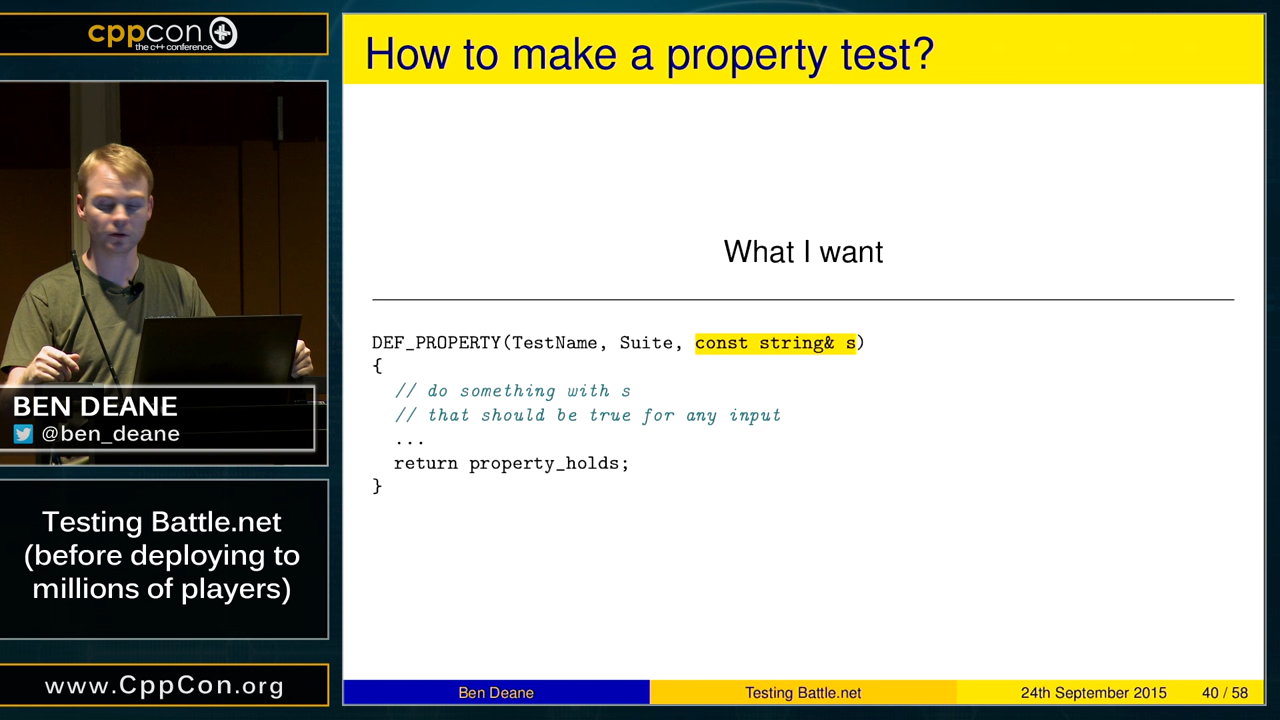 cppcon
the c++ conference
BEN DEANE
@ben_deane
Testing Battle.net
(before deploying to
millions of players)
www.CppCon.org
How to make a property test?
What I want
DEF_PROPERTY(TestName, Suite, const string& s)
{
// do something with s
// that should be true for any input
...
return property_holds;
}
Ben Deane
Testing Battle.net
24th September 2015
40 / 58